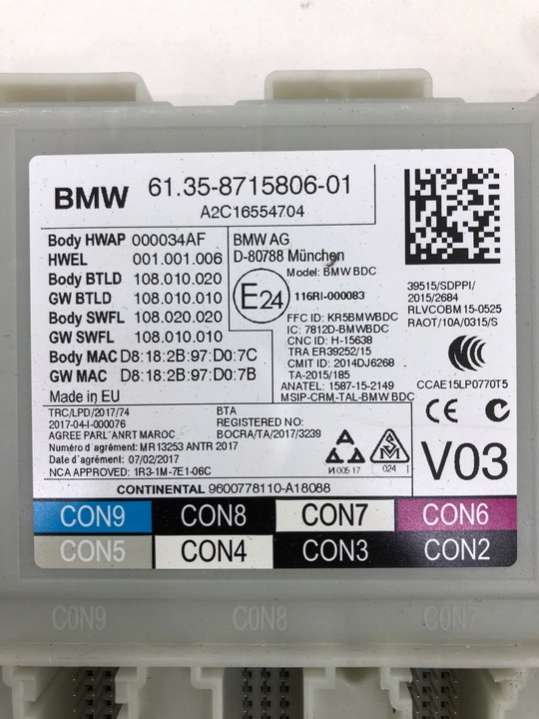 BMW 61.35-8715806-01
A2C16554704
Body HWAP 000034AF
HWEL 001.001.006
Body BTLD 108.010.020
GW BTLD 108.010.010
Body SWFL 108.020.020
GW SWFL 108.010.010
Body MAC D8:18:2B:97:D0:7C
GW MAC D8:18:2B:97:D0:7B
Made in EU
BMW AG
D-80788 München
Model: BMW BDC
E24
116RI-000083
FFC ID: KR5BMWBDC
IC: 7812D-BMWBDC
CNC ID: H-15638
TRA ER39252/15
CMIT ID: 2014DJ6268
TA-2015/185
ANATEL: 1587-15-2149
MSIP-CRM-TAL-BMW BDC
39515/SDPPI/
2015/2684
RLVCOBM15-0525
RAOT/10A/0315/S
CCAE15LP0770T5
CE
TRC/LPD/2017/74
2017-04-I-000076
AGREE PARL'ANRT MAROC
Numéro d'agrément: MR13253 ANTR 2017
Date d'agrément: 07/02/2017
NCA APPROVED: 1R3-1M-7E1-06C
BTA
REGISTERED NO:
BOCRA/TA/2017/3239
И 005 17
024
V03
CONTINENTAL 9600778110-A18088
CON9 CON8 CON7 CON6
CON5 CON4 CON3 CON2
CON9 CON8 CON7